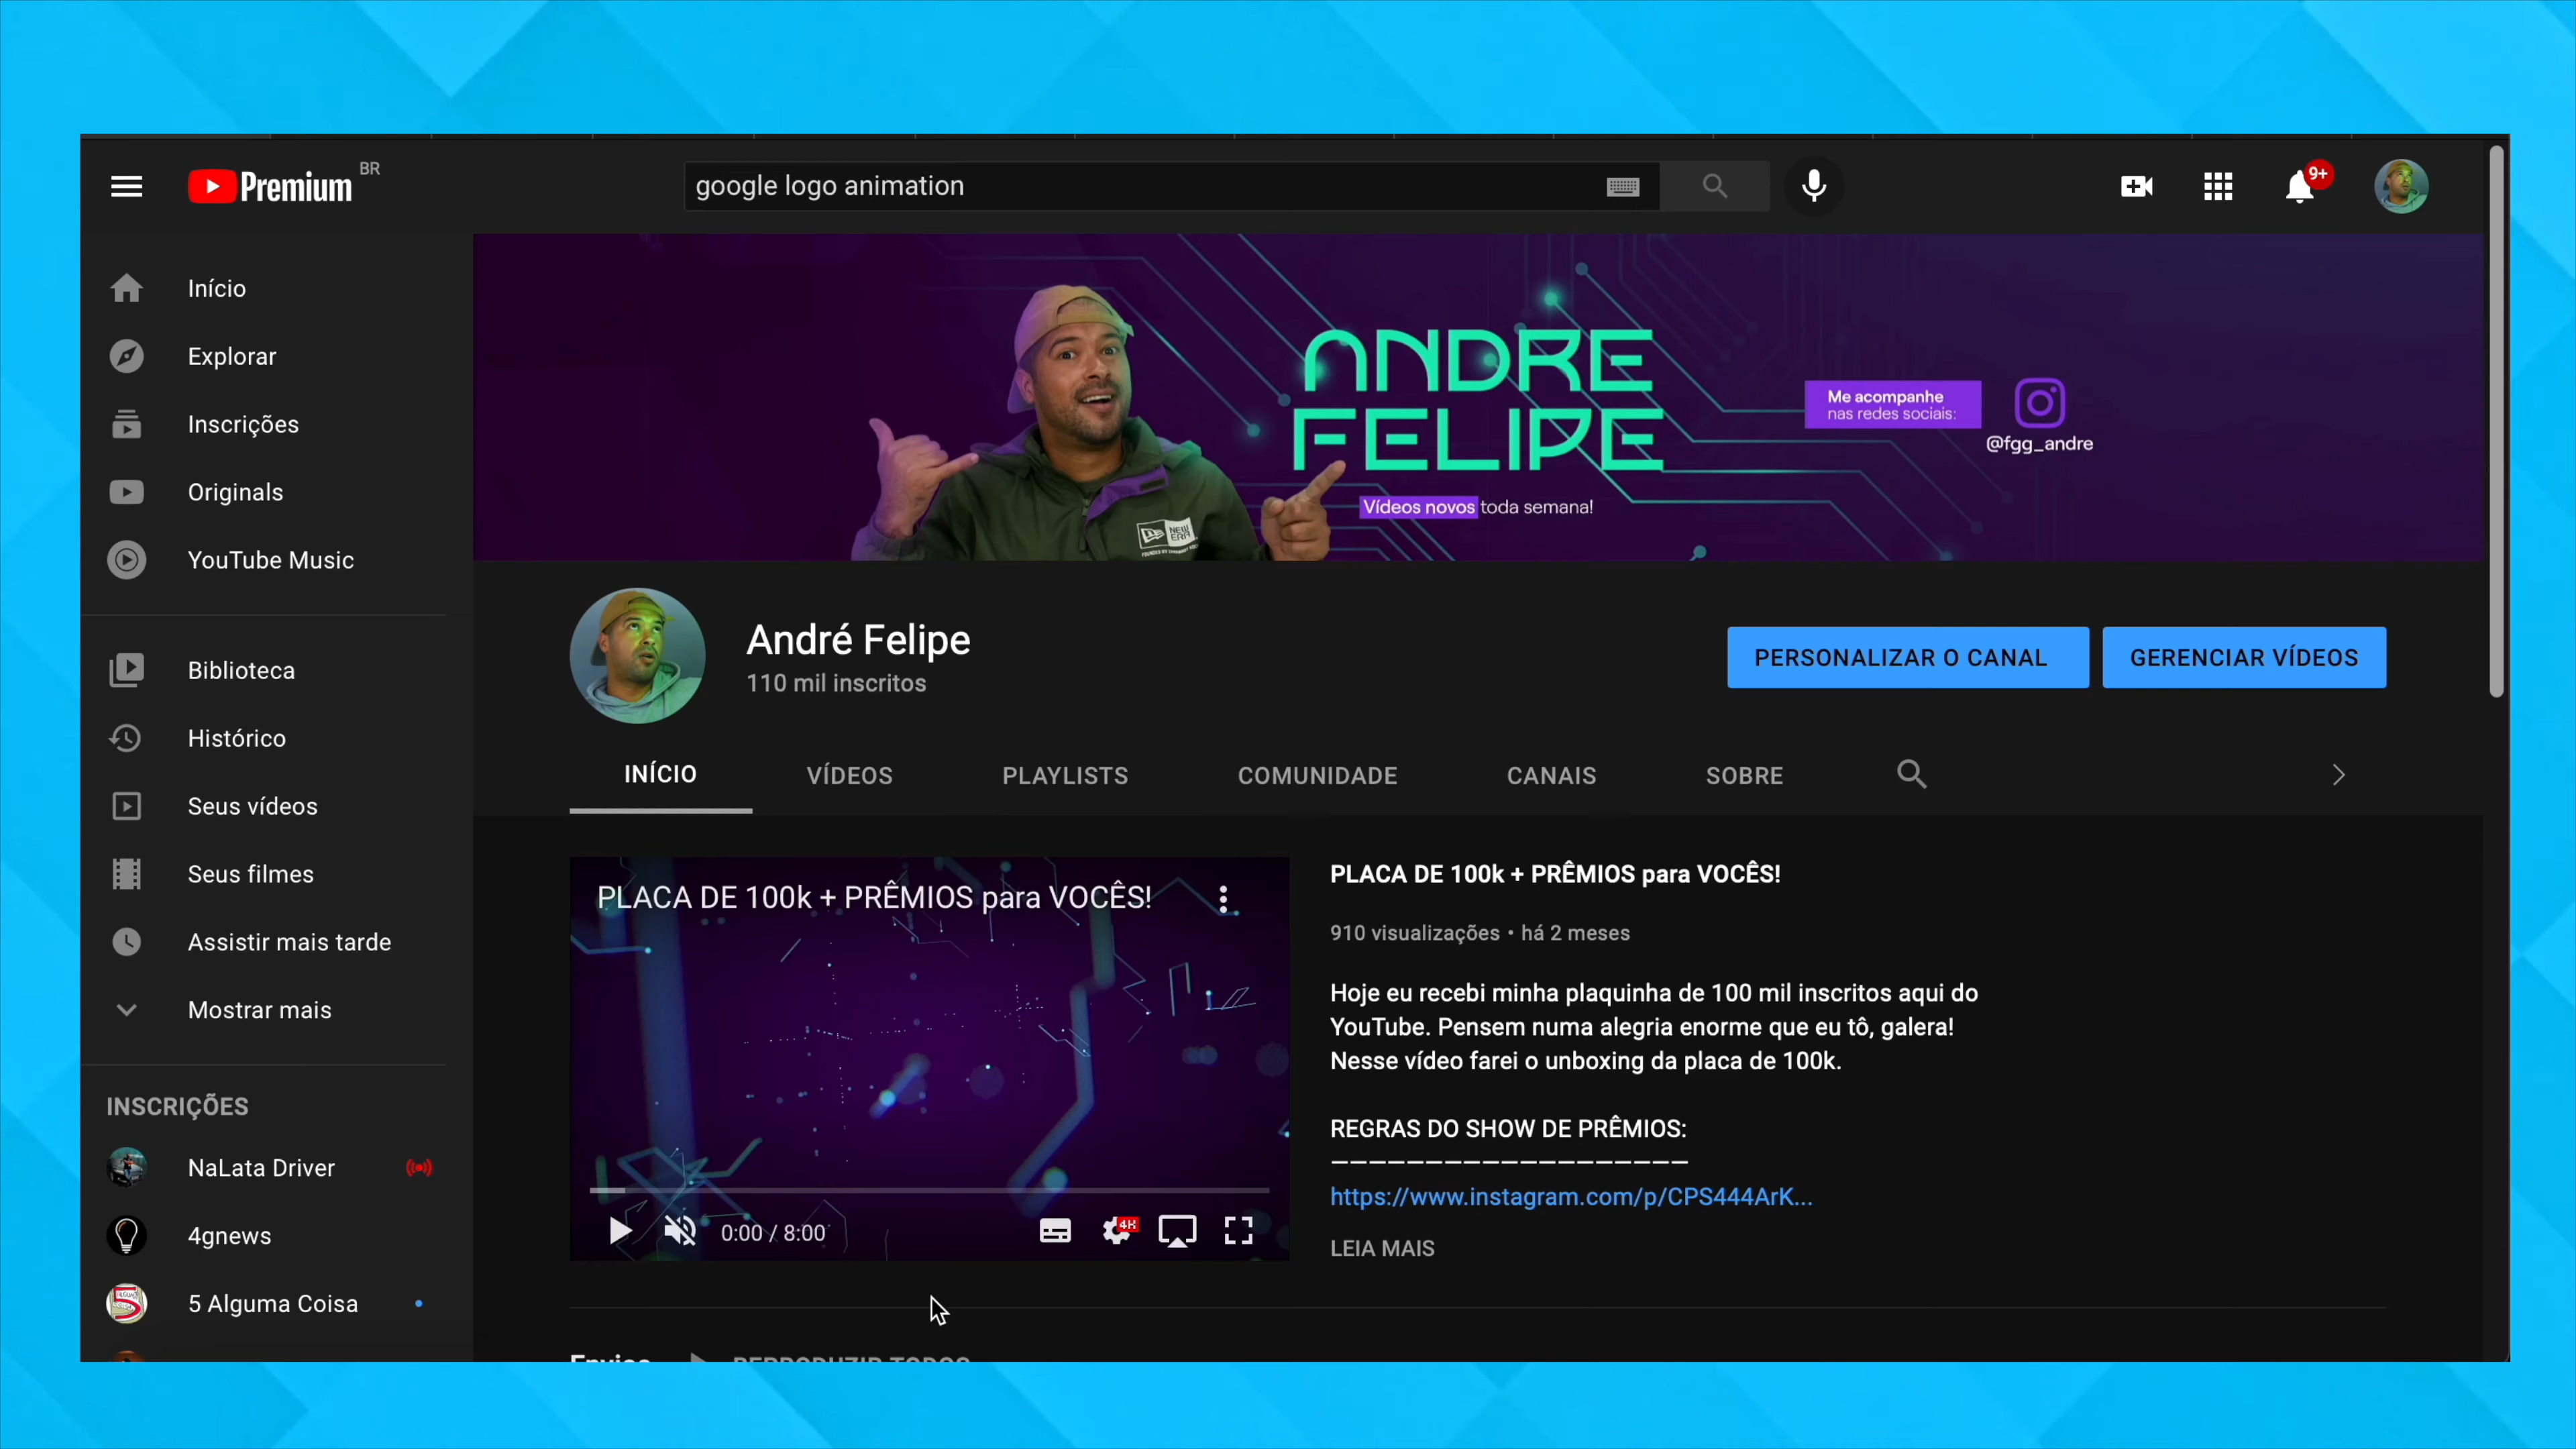 Premium BR
google logo animation
9+
Início
Explorar
Inscrições
Originals
YouTube Music
Biblioteca
Histórico
Seus vídeos
Seus filmes
Assistir mais tarde
Mostrar mais
INSCRIÇÕES
NaLata Driver
4gnews
5 Alguma Coisa
ANDRE
FELIPE
Vídeos novos toda semana!
Me acompanhe
nas redes sociais:
@fgg_andre
NEW
ERA
André Felipe
110 mil inscritos
PERSONALIZAR O CANAL
GERENCIAR VÍDEOS
INÍCIO
VÍDEOS
PLAYLISTS
COMUNIDADE
CANAIS
SOBRE
PLACA DE 100k + PRÊMIOS para VOCÊS!
0:00 / 8:00
4K
PLACA DE 100k + PRÊMIOS para VOCÊS!
910 visualizações • há 2 meses
Hoje eu recebi minha plaquinha de 100 mil inscritos aqui do
YouTube. Pensem numa alegria enorme que eu tô, galera!
Nesse vídeo farei o unboxing da placa de 100k.
REGRAS DO SHOW DE PRÊMIOS:
–––––––––––––––––––
https://www.instagram.com/p/CPS444ArK...
LEIA MAIS
Envios
REPRODUZIR TODOS